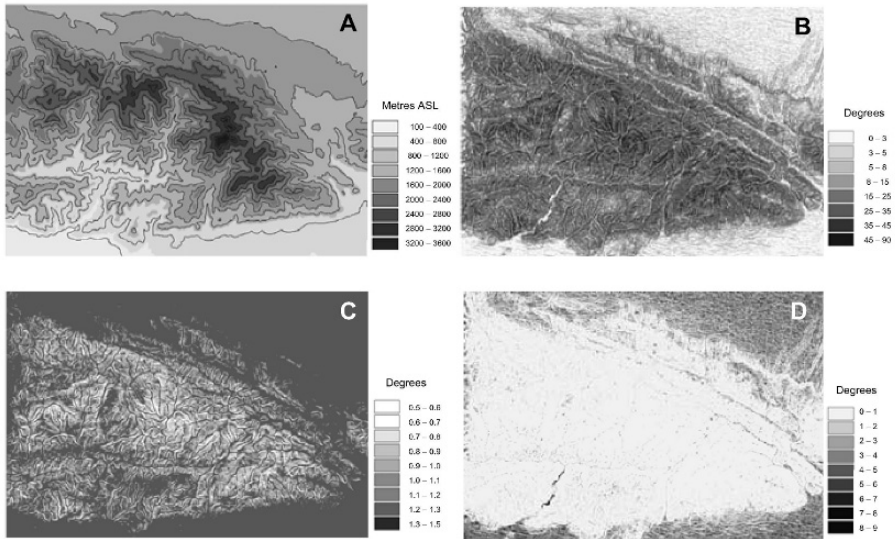 A
Metres ASL
100 – 400
400 – 800
800 – 1200
1200 – 1600
1600 – 2000
2000 – 2400
2400 – 2800
2800 – 3200
3200 – 3600
B
Degrees
0 – 3
3 – 5
5 – 8
8 – 15
15 – 25
25 – 35
35 – 45
45 – 90
C
Degrees
0.5 – 0.6
0.6 – 0.7
0.7 – 0.8
0.8 – 0.9
0.9 – 1.0
1.0 – 1.1
1.1 – 1.2
1.2 – 1.3
1.3 – 1.5
D
Degrees
0 – 1
1 – 2
2 – 3
3 – 4
4 – 5
5 – 6
6 – 7
7 – 8
8 – 9